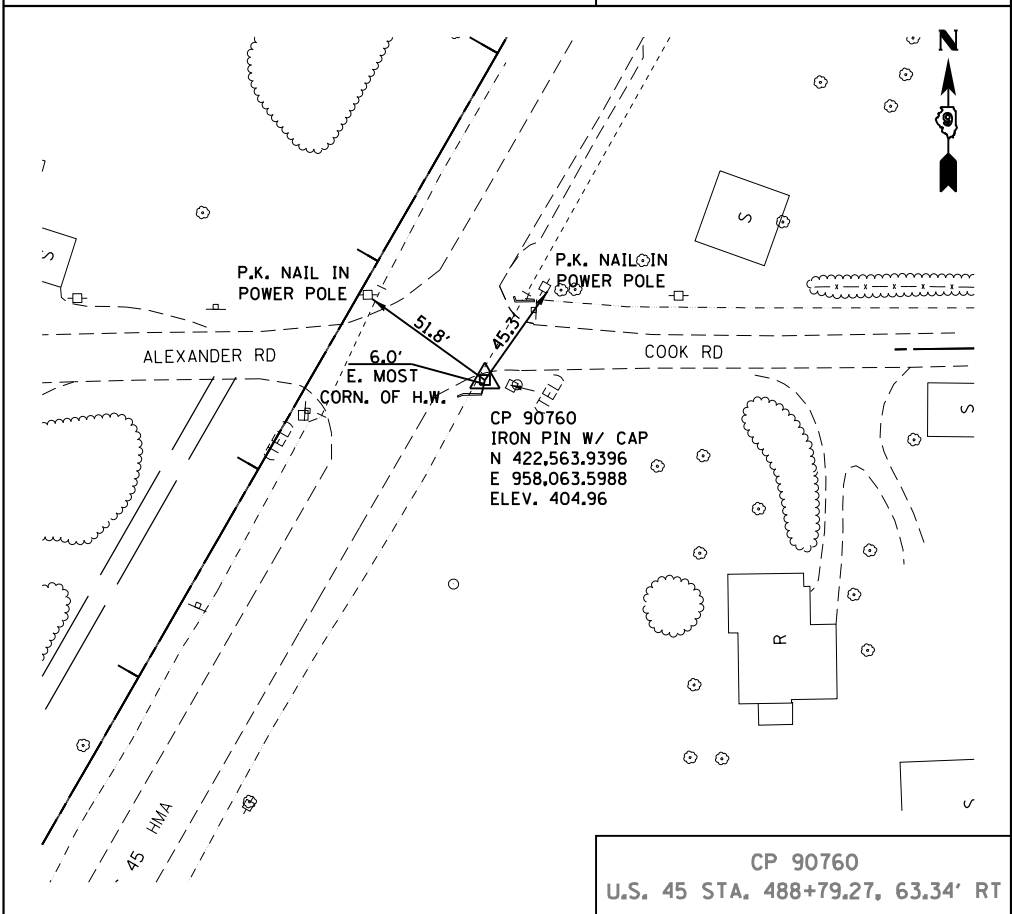 N
9
S
S
P.K. NAIL IN
POWER POLE
P.K. NAIL IN
POWER POLE
51.8'
45.3'
ALEXANDER RD
COOK RD
6.0'
E. MOST
CORN. OF H.W.
(TEL)
(TEL)
S
CP 90760
IRON PIN W/ CAP
N 422,563.9396
E 958,063.5988
ELEV. 404.96
R
S
45 HMA
CP 90760
U.S. 45 STA. 488+79.27, 63.34' RT